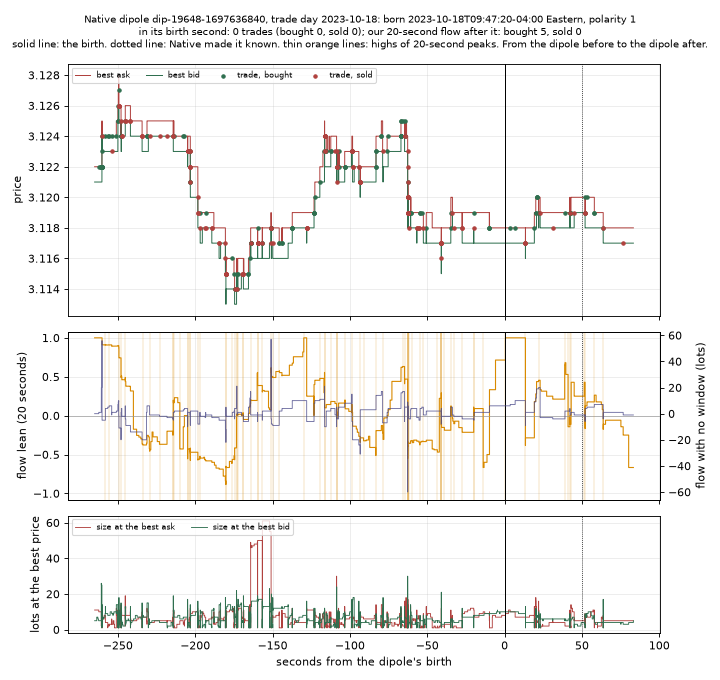 Native dipole dip-19648-1697636840, trade day 2023-10-18: born 2023-10-18T09:47:20-04:00 Eastern, polarity 1
in its birth second: 0 trades (bought 0, sold 0); our 20-second flow after it: bought 5, sold 0
solid line: the birth. dotted line: Native made it known. thin orange lines: highs of 20-second peaks. From the dipole before to the dipole after.
best ask
best bid
trade, bought
trade, sold
price
3.128
3.126
3.124
3.122
3.120
3.118
3.116
3.114
flow lean (20 seconds)
1.0
0.5
0.0
−0.5
−1.0
60
40
20
0
−20
−40
−60
flow with no window (lots)
size at the best ask
size at the best bid
lots at the best price
60
40
20
0
−250
−200
−150
−100
−50
0
50
100
seconds from the dipole's birth